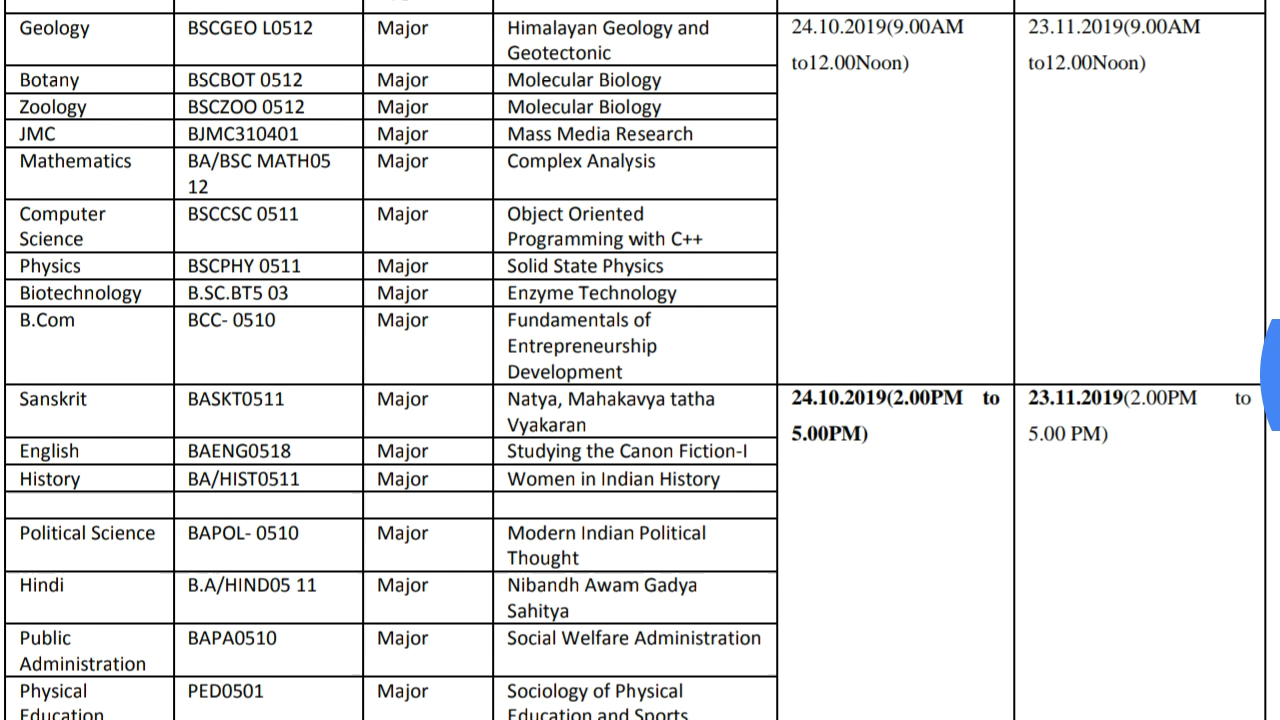 Geology BSCGEO L0512 Major Himalayan Geology and 24.10.2019(9.00AM 23.11.2019(9.00AM
Geotectonic to12.00Noon) to12.00Noon)
Botany BSCBOT 0512 Major Molecular Biology
Zoology BSCZOO 0512 Major Molecular Biology
JMC BJMC310401 Major Mass Media Research
Mathematics BA/BSC MATH05 Major Complex Analysis
12
Computer BSCCSC 0511 Major Object Oriented
Science Programming with C++
Physics BSCPHY 0511 Major Solid State Physics
Biotechnology B.SC.BT5 03 Major Enzyme Technology
B.Com BCC- 0510 Major Fundamentals of
Entrepreneurship
Development
Sanskrit BASKT0511 Major Natya, Mahakavya tatha 24.10.2019(2.00PM to 23.11.2019(2.00PM to
Vyakaran 5.00PM) 5.00 PM)
English BAENG0518 Major Studying the Canon Fiction-I
History BA/HIST0511 Major Women in Indian History
Political Science BAPOL- 0510 Major Modern Indian Political
Thought
Hindi B.A/HIND05 11 Major Nibandh Awam Gadya
Sahitya
Public BAPA0510 Major Social Welfare Administration
Administration
Physical PED0501 Major Sociology of Physical
Education Education and Sports